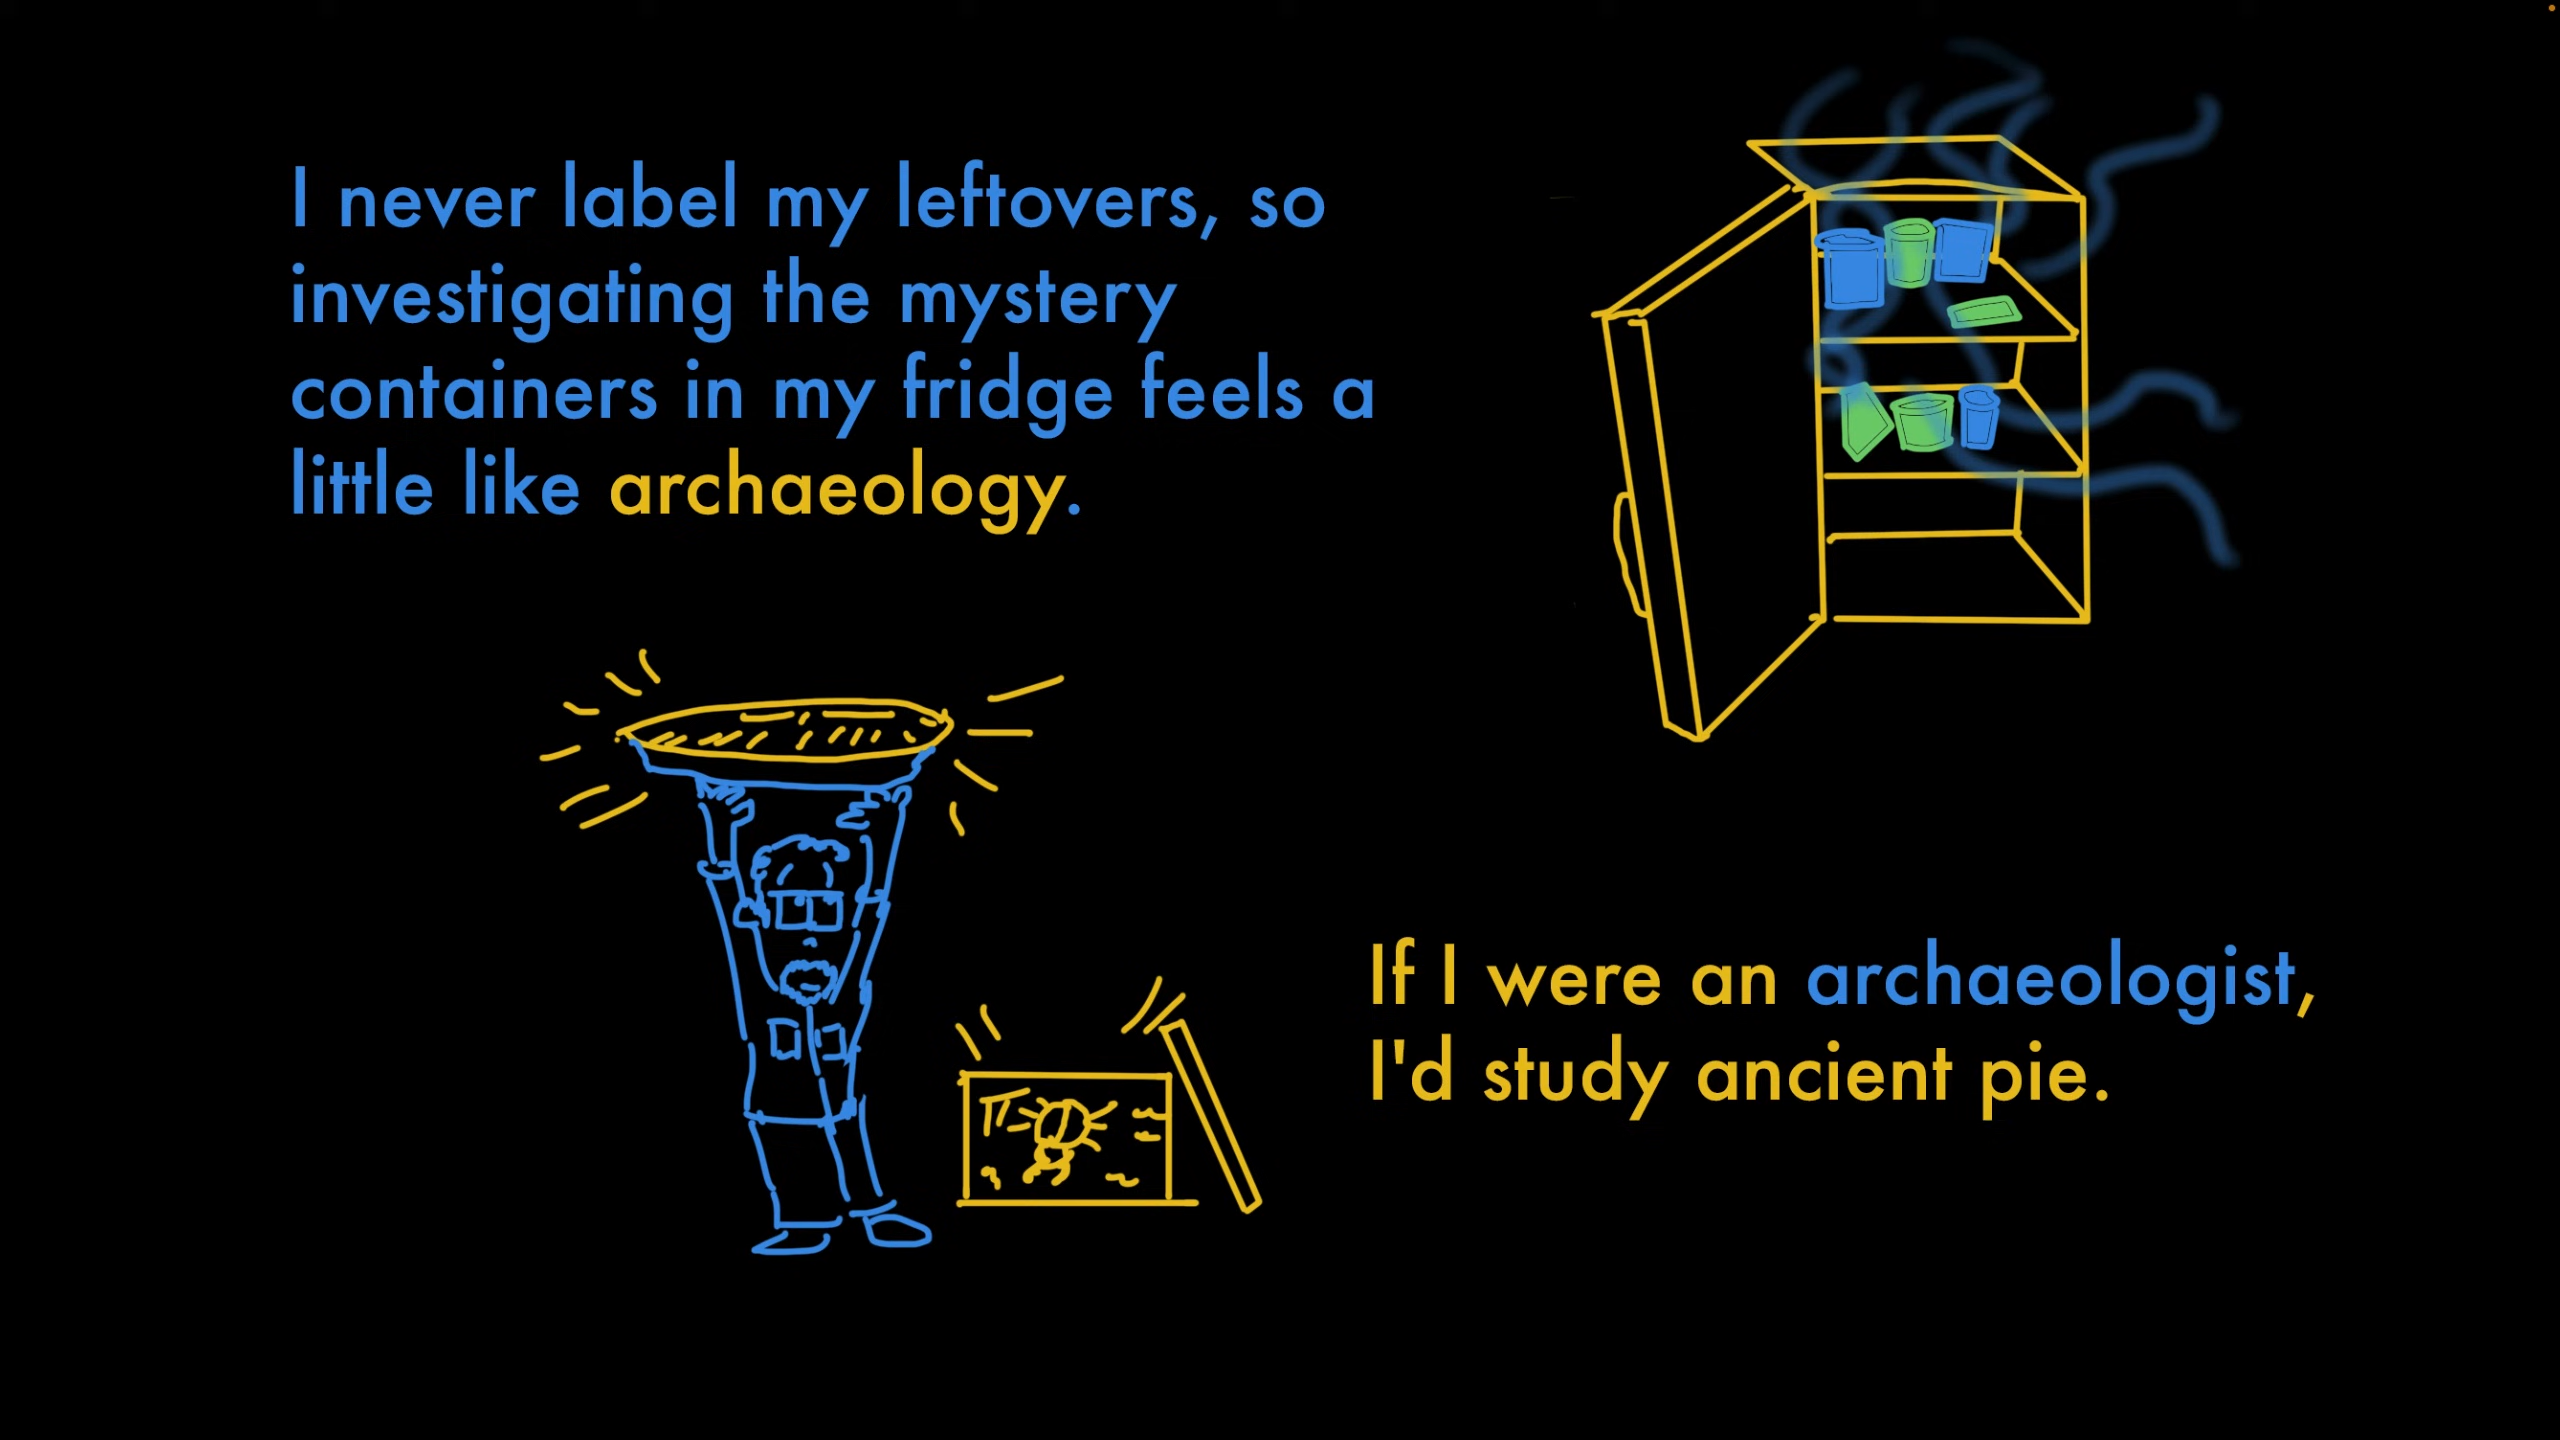 I never label my leftovers, so
investigating the mystery
containers in my fridge feels a
little like archaeology.
If I were an archaeologist,
I'd study ancient pie.